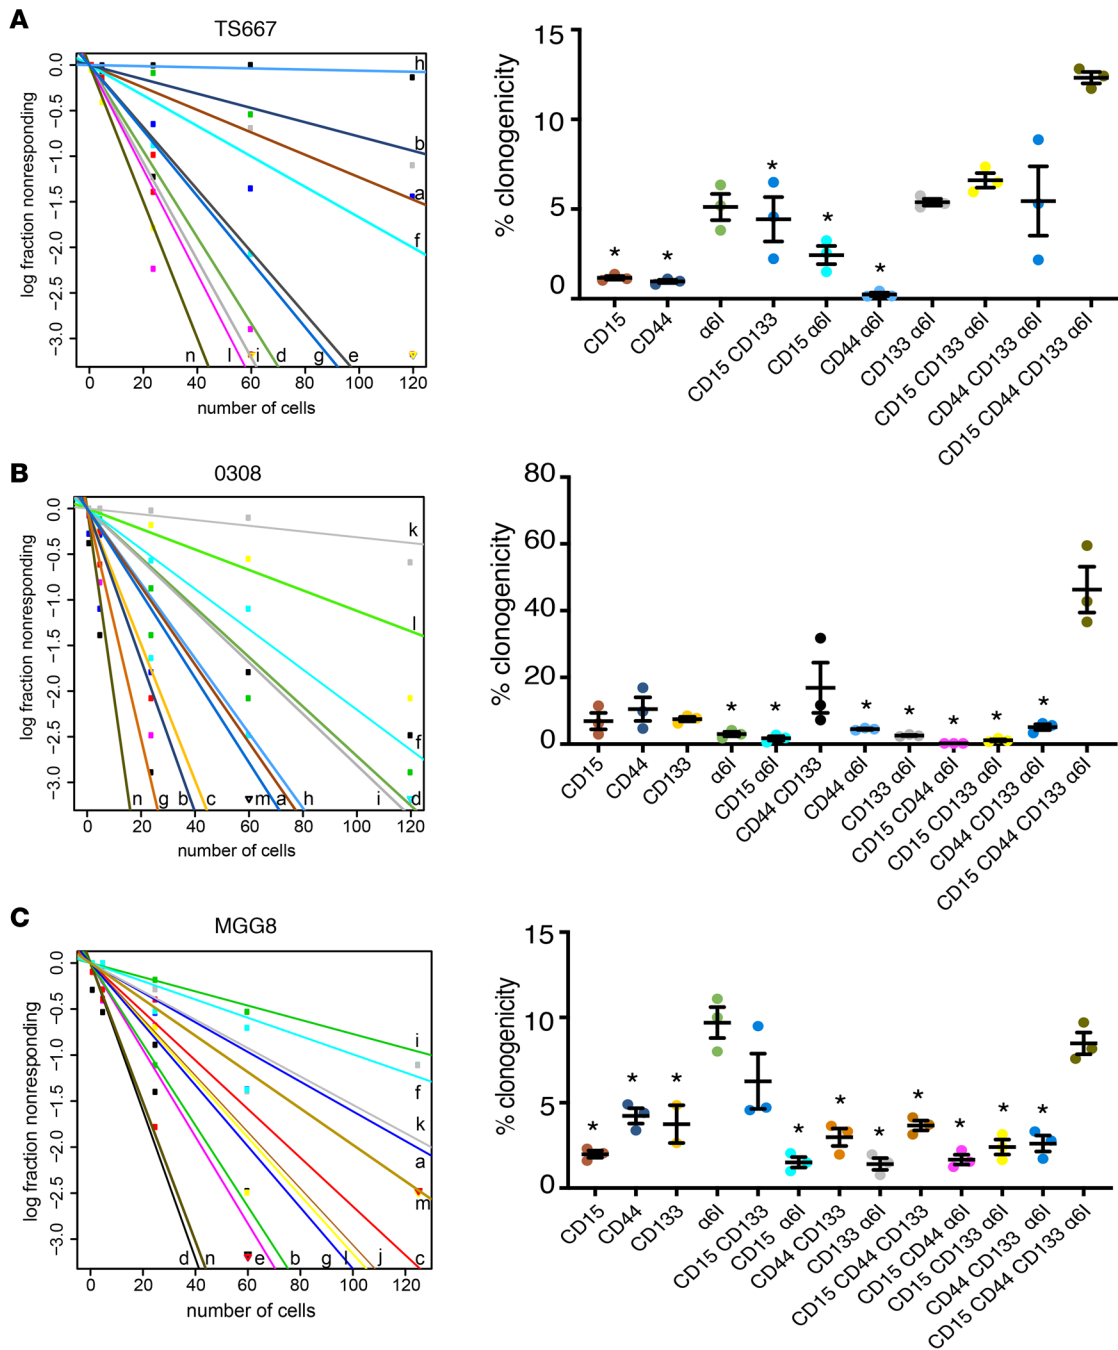 A
TS667
log fraction nonresponding
0.0
−0.5
−1.0
−1.5
−2.0
−2.5
−3.0
h
b
a
f
n l i d g e
0 20 40 60 80 100 120
number of cells
% clonogenicity
15
10
5
0
* * * * *
CD15
CD44
α6I
CD15 CD133
CD15 α6I
CD44 α6I
CD133 α6I
CD15 CD133 α6I
CD44 CD133 α6I
CD15 CD44 CD133 α6I
B
0308
log fraction nonresponding
0.0
−0.5
−1.0
−1.5
−2.0
−2.5
−3.0
k
l
f
n g b c m a h i d
0 20 40 60 80 100 120
number of cells
% clonogenicity
80
60
40
20
0
* * * * * * *
CD15
CD44
CD133
α6I
CD15 α6I
CD44 CD133
CD44 α6I
CD133 α6I
CD15 CD44 α6I
CD15 CD133 α6I
CD44 CD133 α6I
CD15 CD44 CD133 α6I
C
MGG8
log fraction nonresponding
0.0
−0.5
−1.0
−1.5
−2.0
−2.5
−3.0
i
f
k
a
m
d n e b g l j c
0 20 40 60 80 100 120
number of cells
% clonogenicity
15
10
5
0
* * * * * * * * * *
CD15
CD44
CD133
α6I
CD15 CD133
CD15 α6I
CD44 CD133
CD133 α6I
CD15 CD44 CD133
CD15 CD44 α6I
CD15 CD133 α6I
CD44 CD133 α6I
CD15 CD44 CD133 α6I